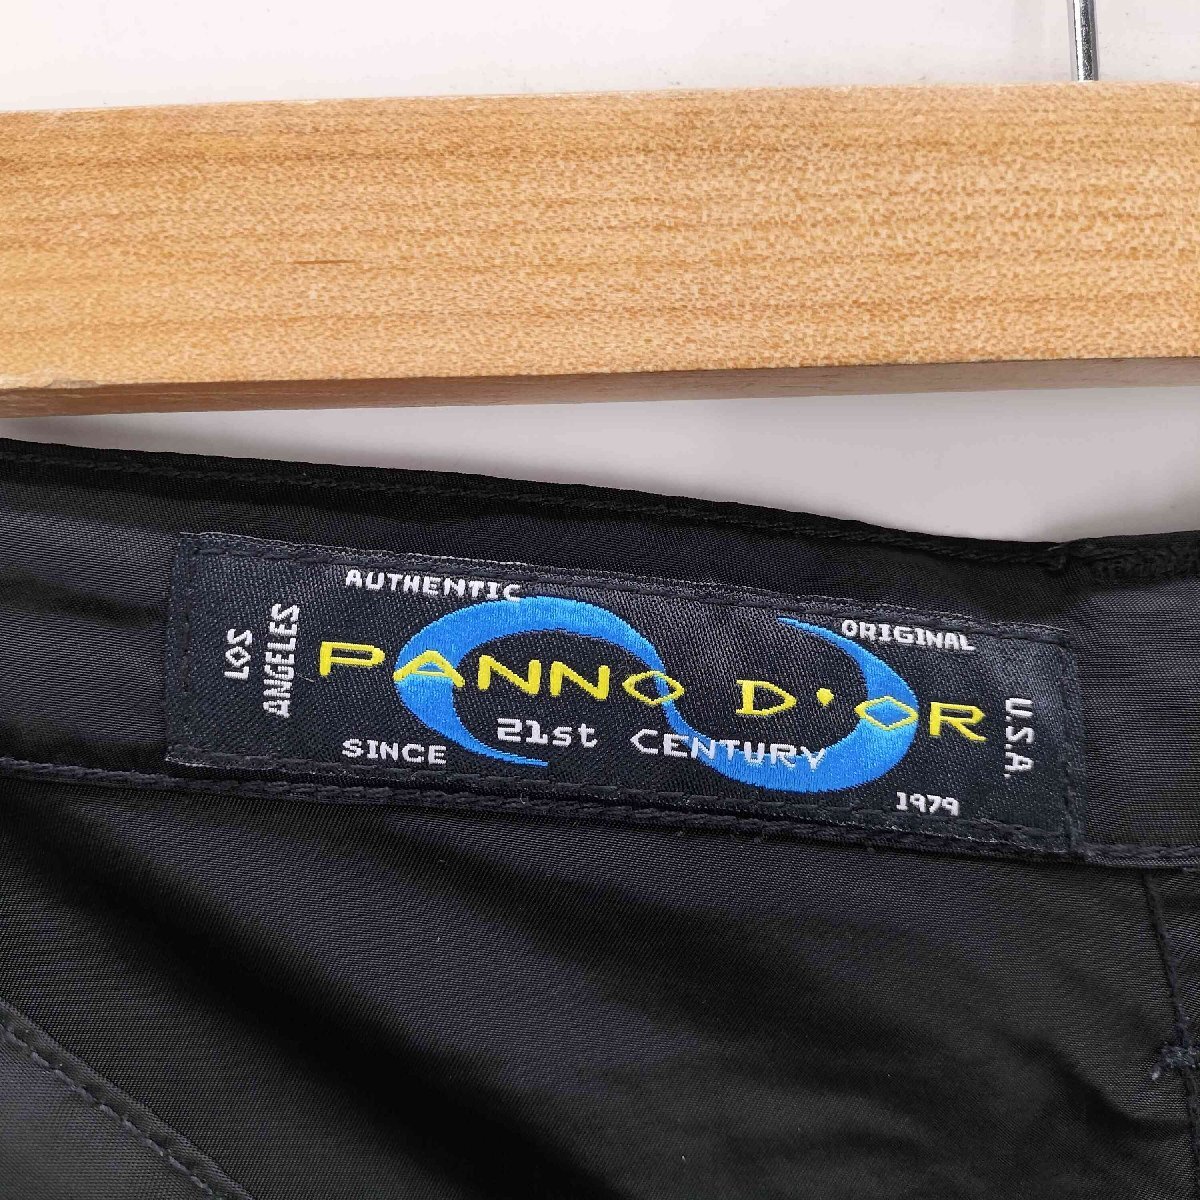 AUTHENTIC
ORIGINAL
LOS
ANGELES
PANNO D'OR
U.S.A.
21st CENTURY
SINCE
1979